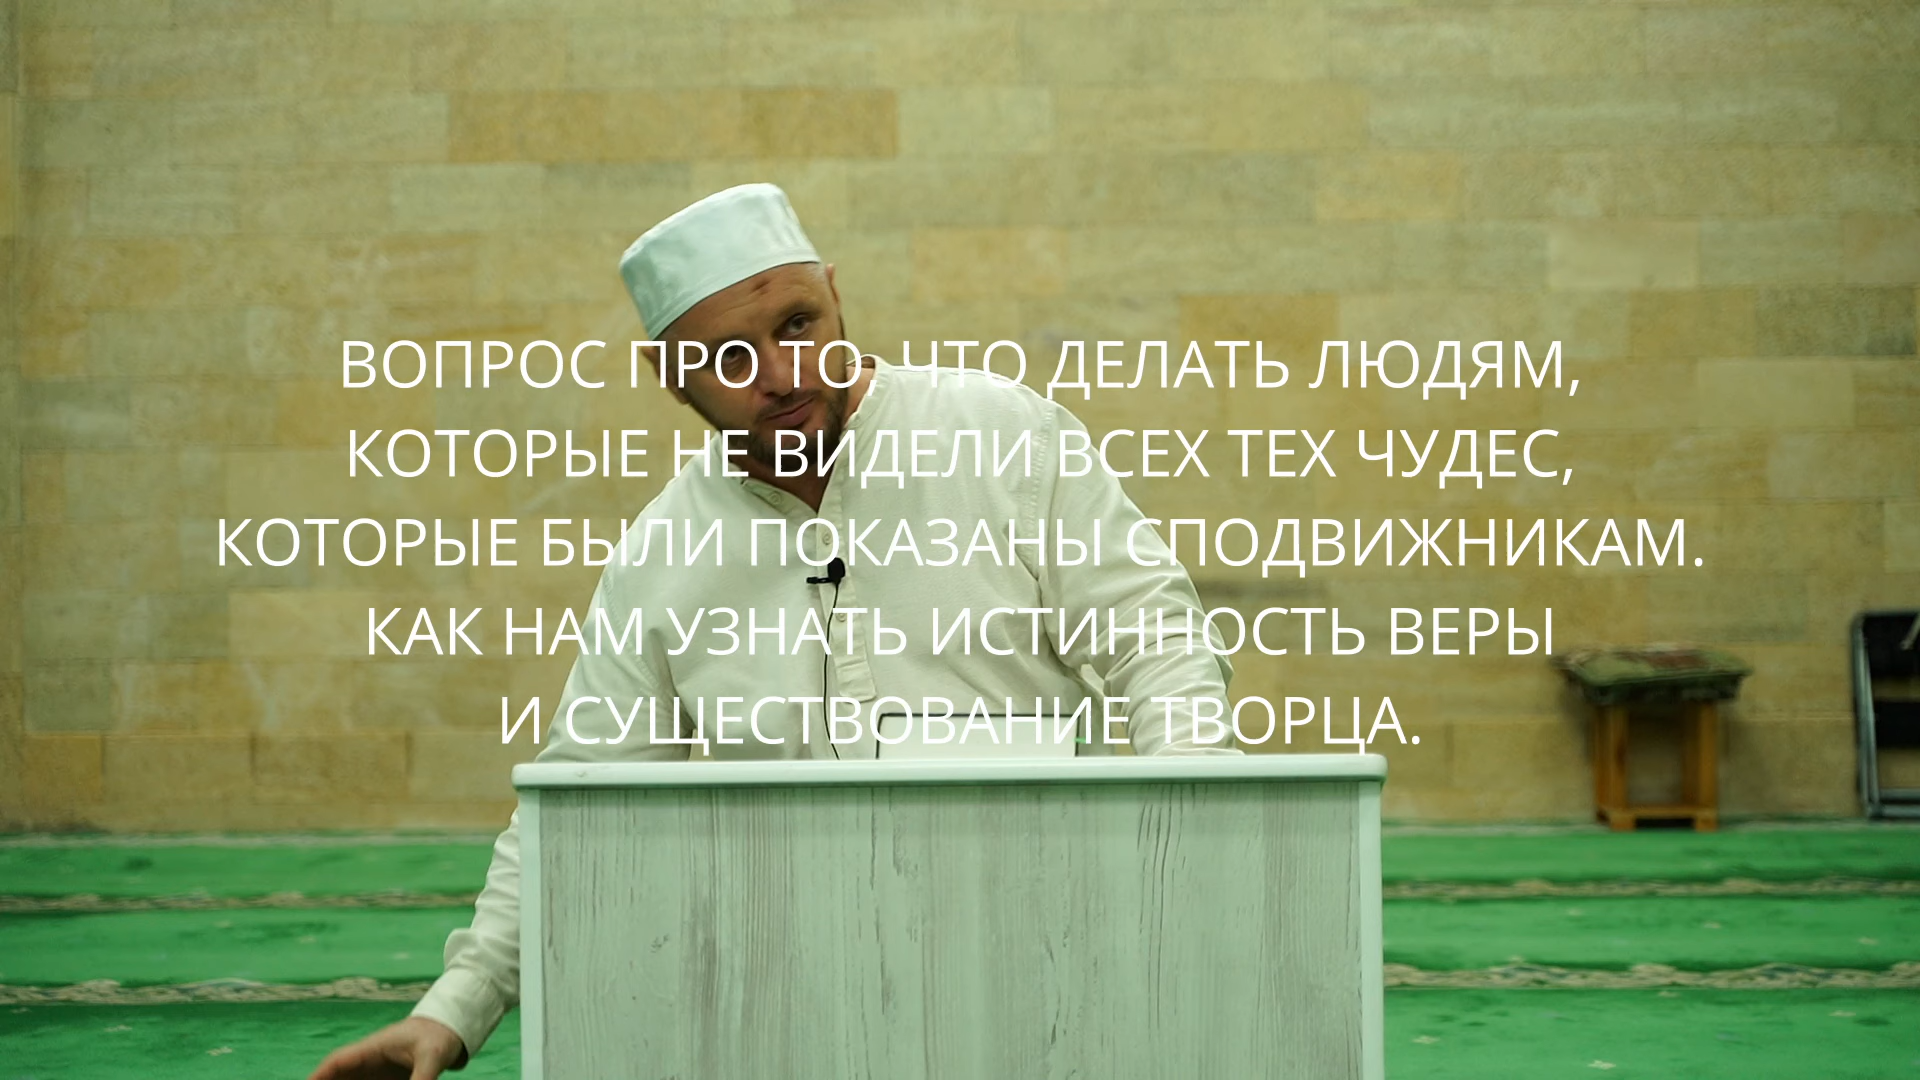 ВОПРОС ПРО ТО, ЧТО ДЕЛАТЬ ЛЮДЯМ,
КОТОРЫЕ НЕ ВИДЕЛИ ВСЕХ ТЕХ ЧУДЕС,
КОТОРЫЕ БЫЛИ ПОКАЗАНЫ СПОДВИЖНИКАМ.
КАК НАМ УЗНАТЬ ИСТИННОСТЬ ВЕРЫ
И СУЩЕСТВОВАНИЕ ТВОРЦА.